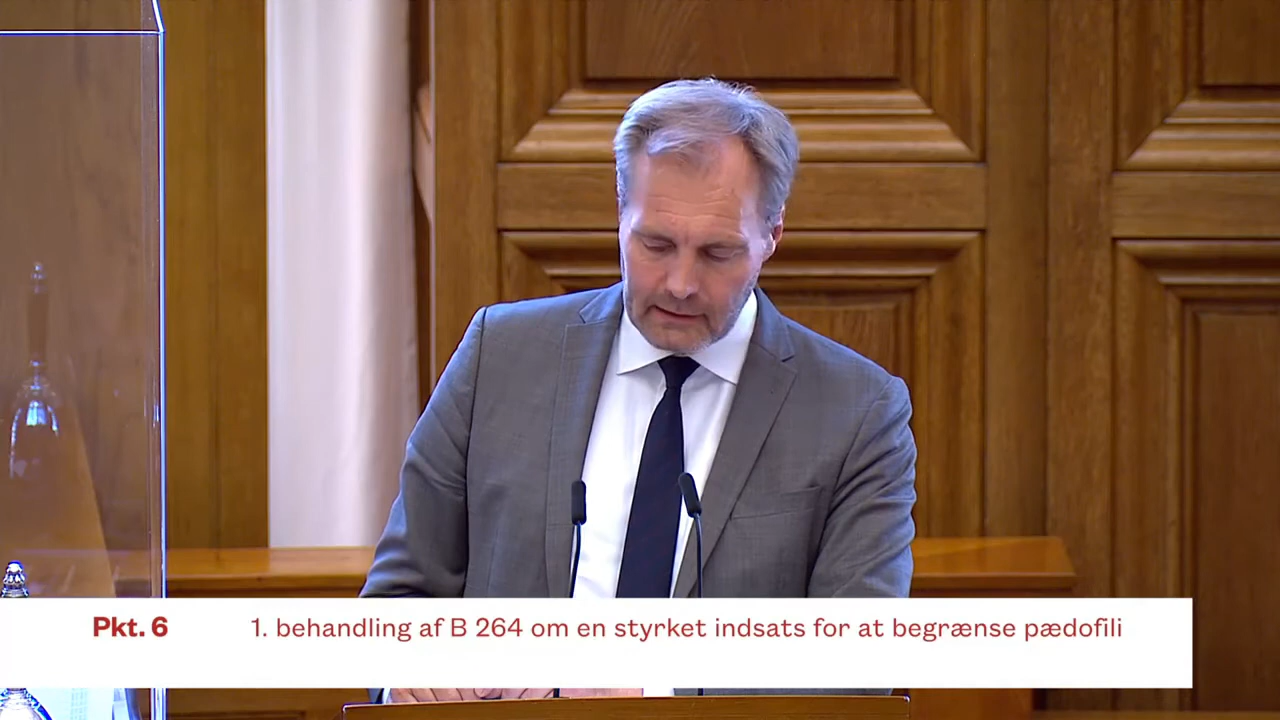 Pkt. 6 1. behandling af B 264 om en styrket indsats for at begrænse pædofili